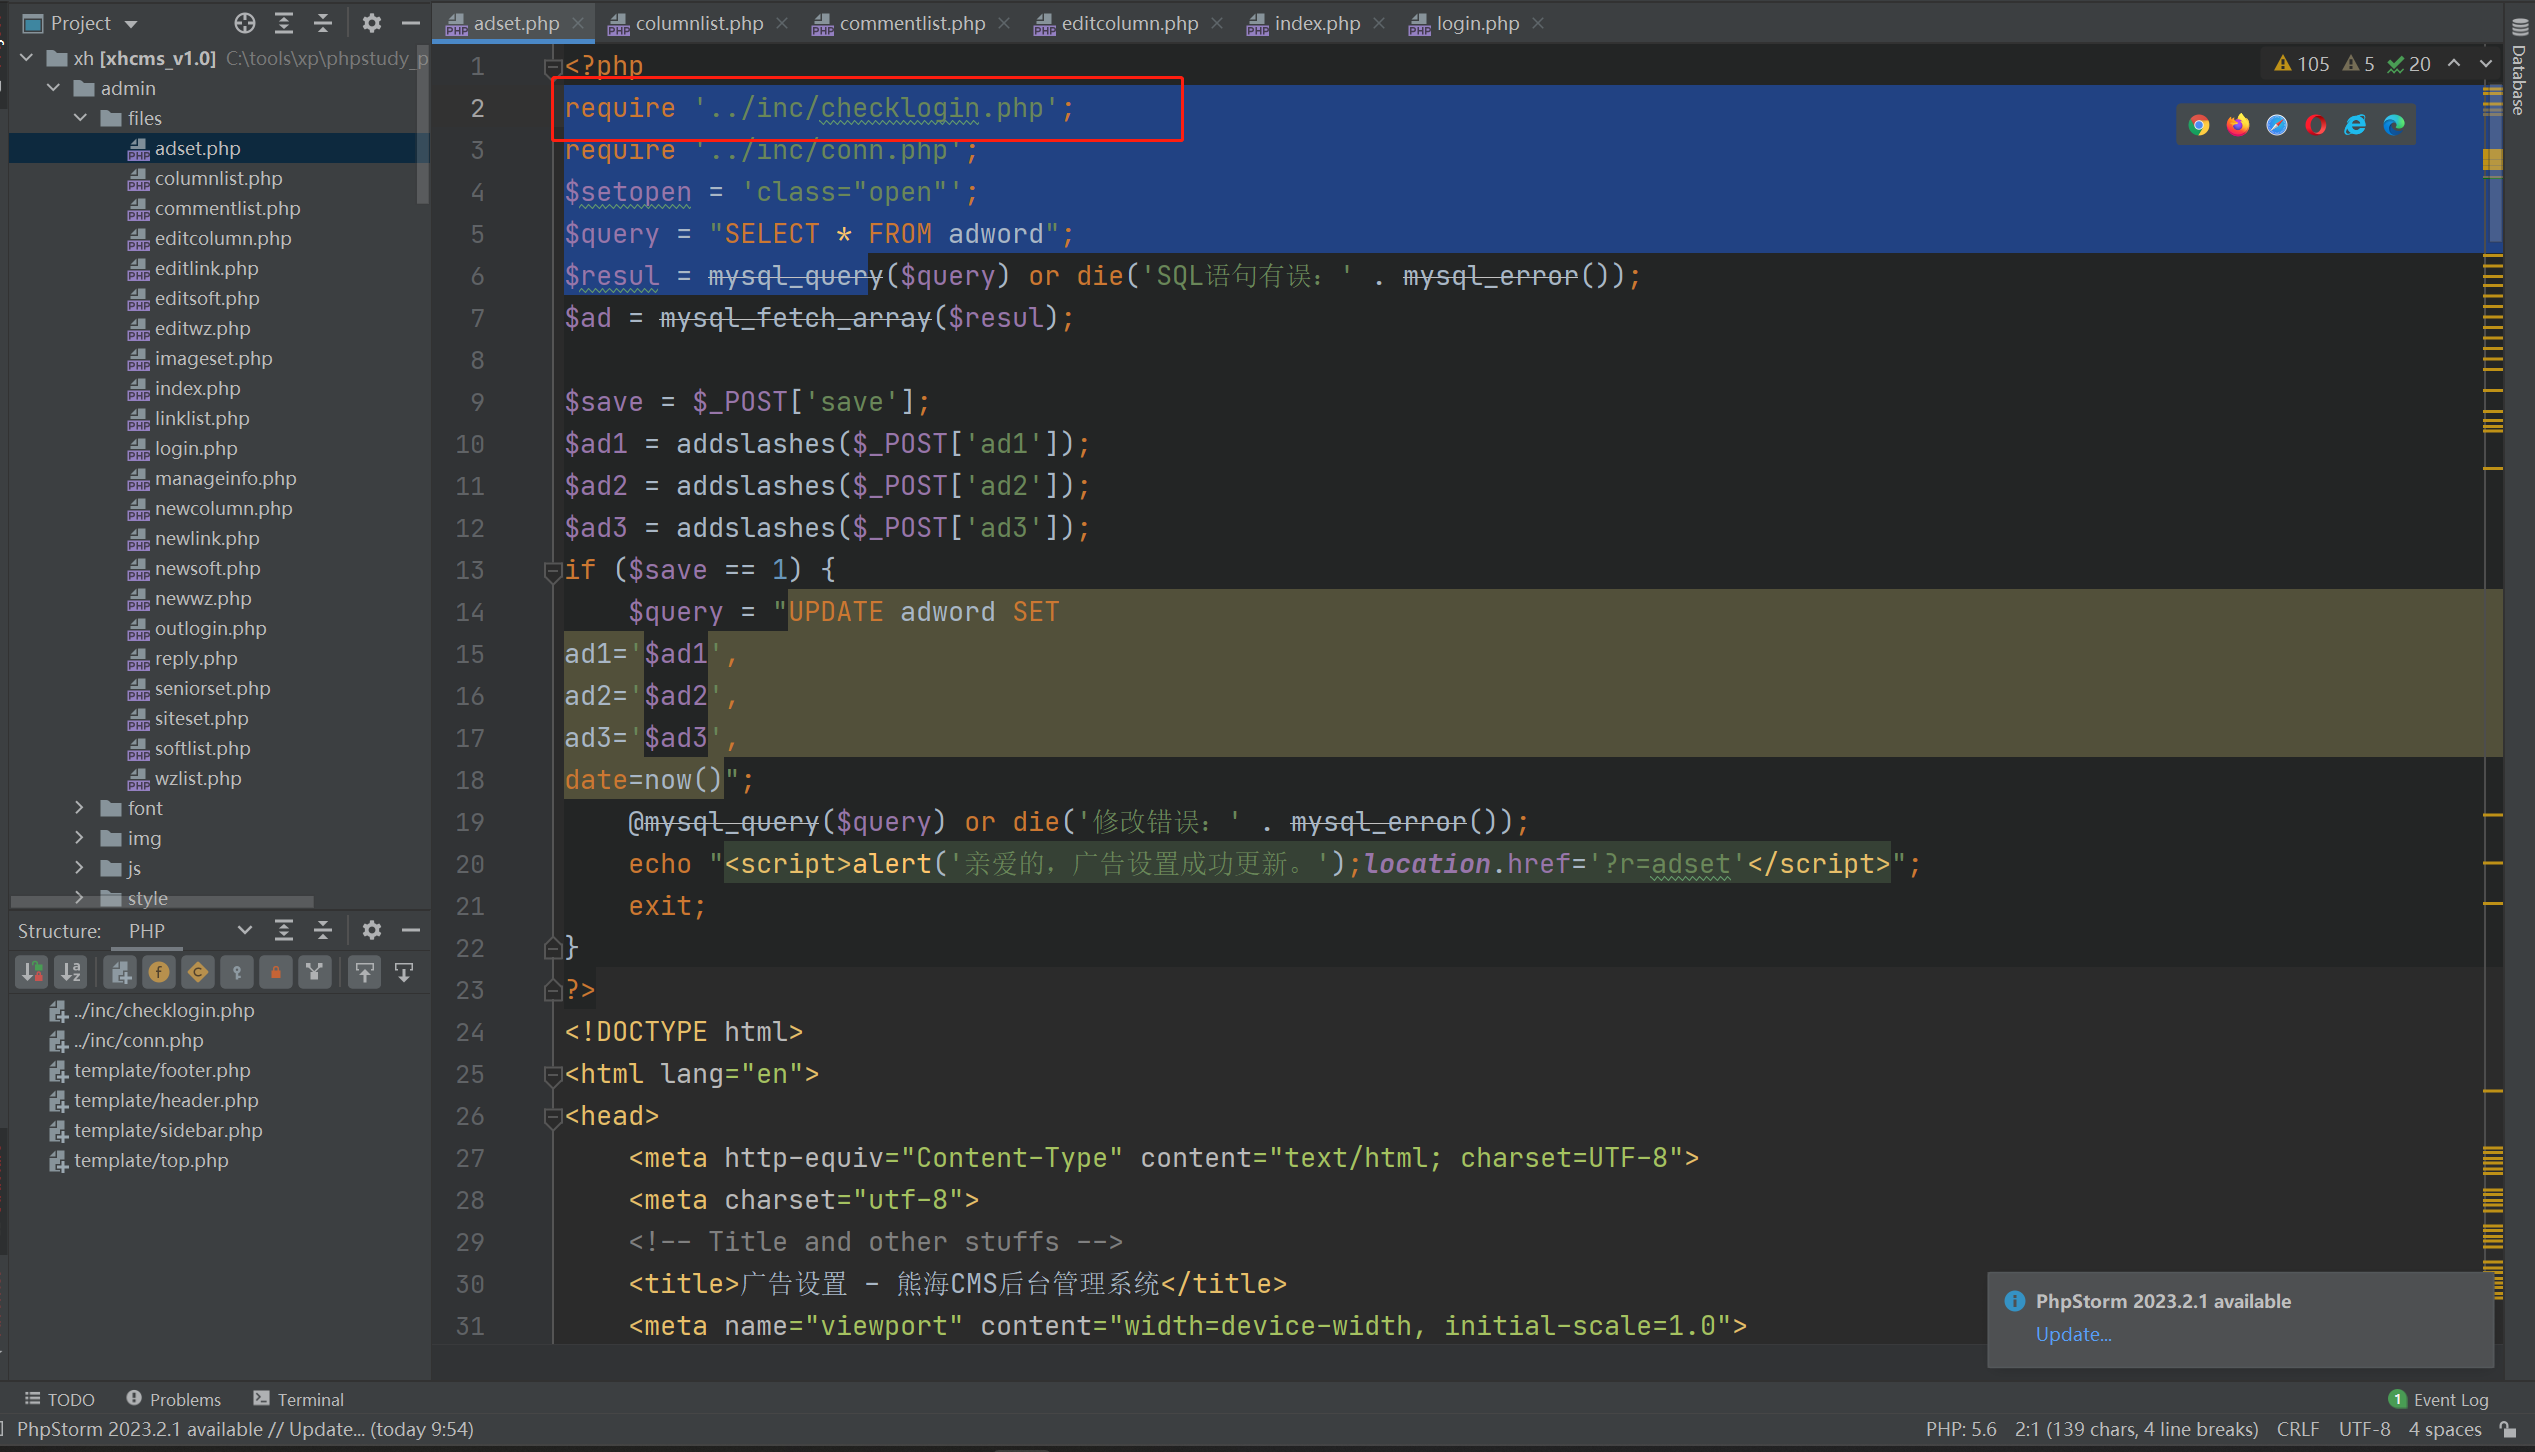 Project
adset.php
columnlist.php
commentlist.php
editcolumn.php
index.php
login.php
xh [xhcms_v1.0] C:\tools\xp\phpstudy_p
admin
files
adset.php
columnlist.php
commentlist.php
editcolumn.php
editlink.php
editsoft.php
editwz.php
imageset.php
index.php
linklist.php
login.php
manageinfo.php
newcolumn.php
newlink.php
newsoft.php
newwz.php
outlogin.php
reply.php
seniorset.php
siteset.php
softlist.php
wzlist.php
font
img
js
style
Structure: PHP
../inc/checklogin.php
../inc/conn.php
template/footer.php
template/header.php
template/sidebar.php
template/top.php
105 5 20
Database
1 <?php
2 require '../inc/checklogin.php';
3 require '../inc/conn.php';
4 $setopen = 'class="open"';
5 $query = "SELECT * FROM adword";
6 $resul = mysql_query($query) or die('SQL语句有误：' . mysql_error());
7 $ad = mysql_fetch_array($resul);
8
9 $save = $_POST['save'];
10 $ad1 = addslashes($_POST['ad1']);
11 $ad2 = addslashes($_POST['ad2']);
12 $ad3 = addslashes($_POST['ad3']);
13 if ($save == 1) {
14 $query = "UPDATE adword SET
15 ad1='$ad1',
16 ad2='$ad2',
17 ad3='$ad3',
18 date=now()";
19 @mysql_query($query) or die('修改错误：' . mysql_error());
20 echo "<script>alert('亲爱的，广告设置成功更新。');location.href='?r=adset'</script>";
21 exit;
22 }
23 ?>
24 <!DOCTYPE html>
25 <html lang="en">
26 <head>
27 <meta http-equiv="Content-Type" content="text/html; charset=UTF-8">
28 <meta charset="utf-8">
29 <!-- Title and other stuffs -->
30 <title>广告设置 - 熊海CMS后台管理系统</title>
31 <meta name="viewport" content="width=device-width, initial-scale=1.0">
PhpStorm 2023.2.1 available
Update...
TODO Problems Terminal
1 Event Log
PhpStorm 2023.2.1 available // Update... (today 9:54)
PHP: 5.6 2:1 (139 chars, 4 line breaks) CRLF UTF-8 4 spaces